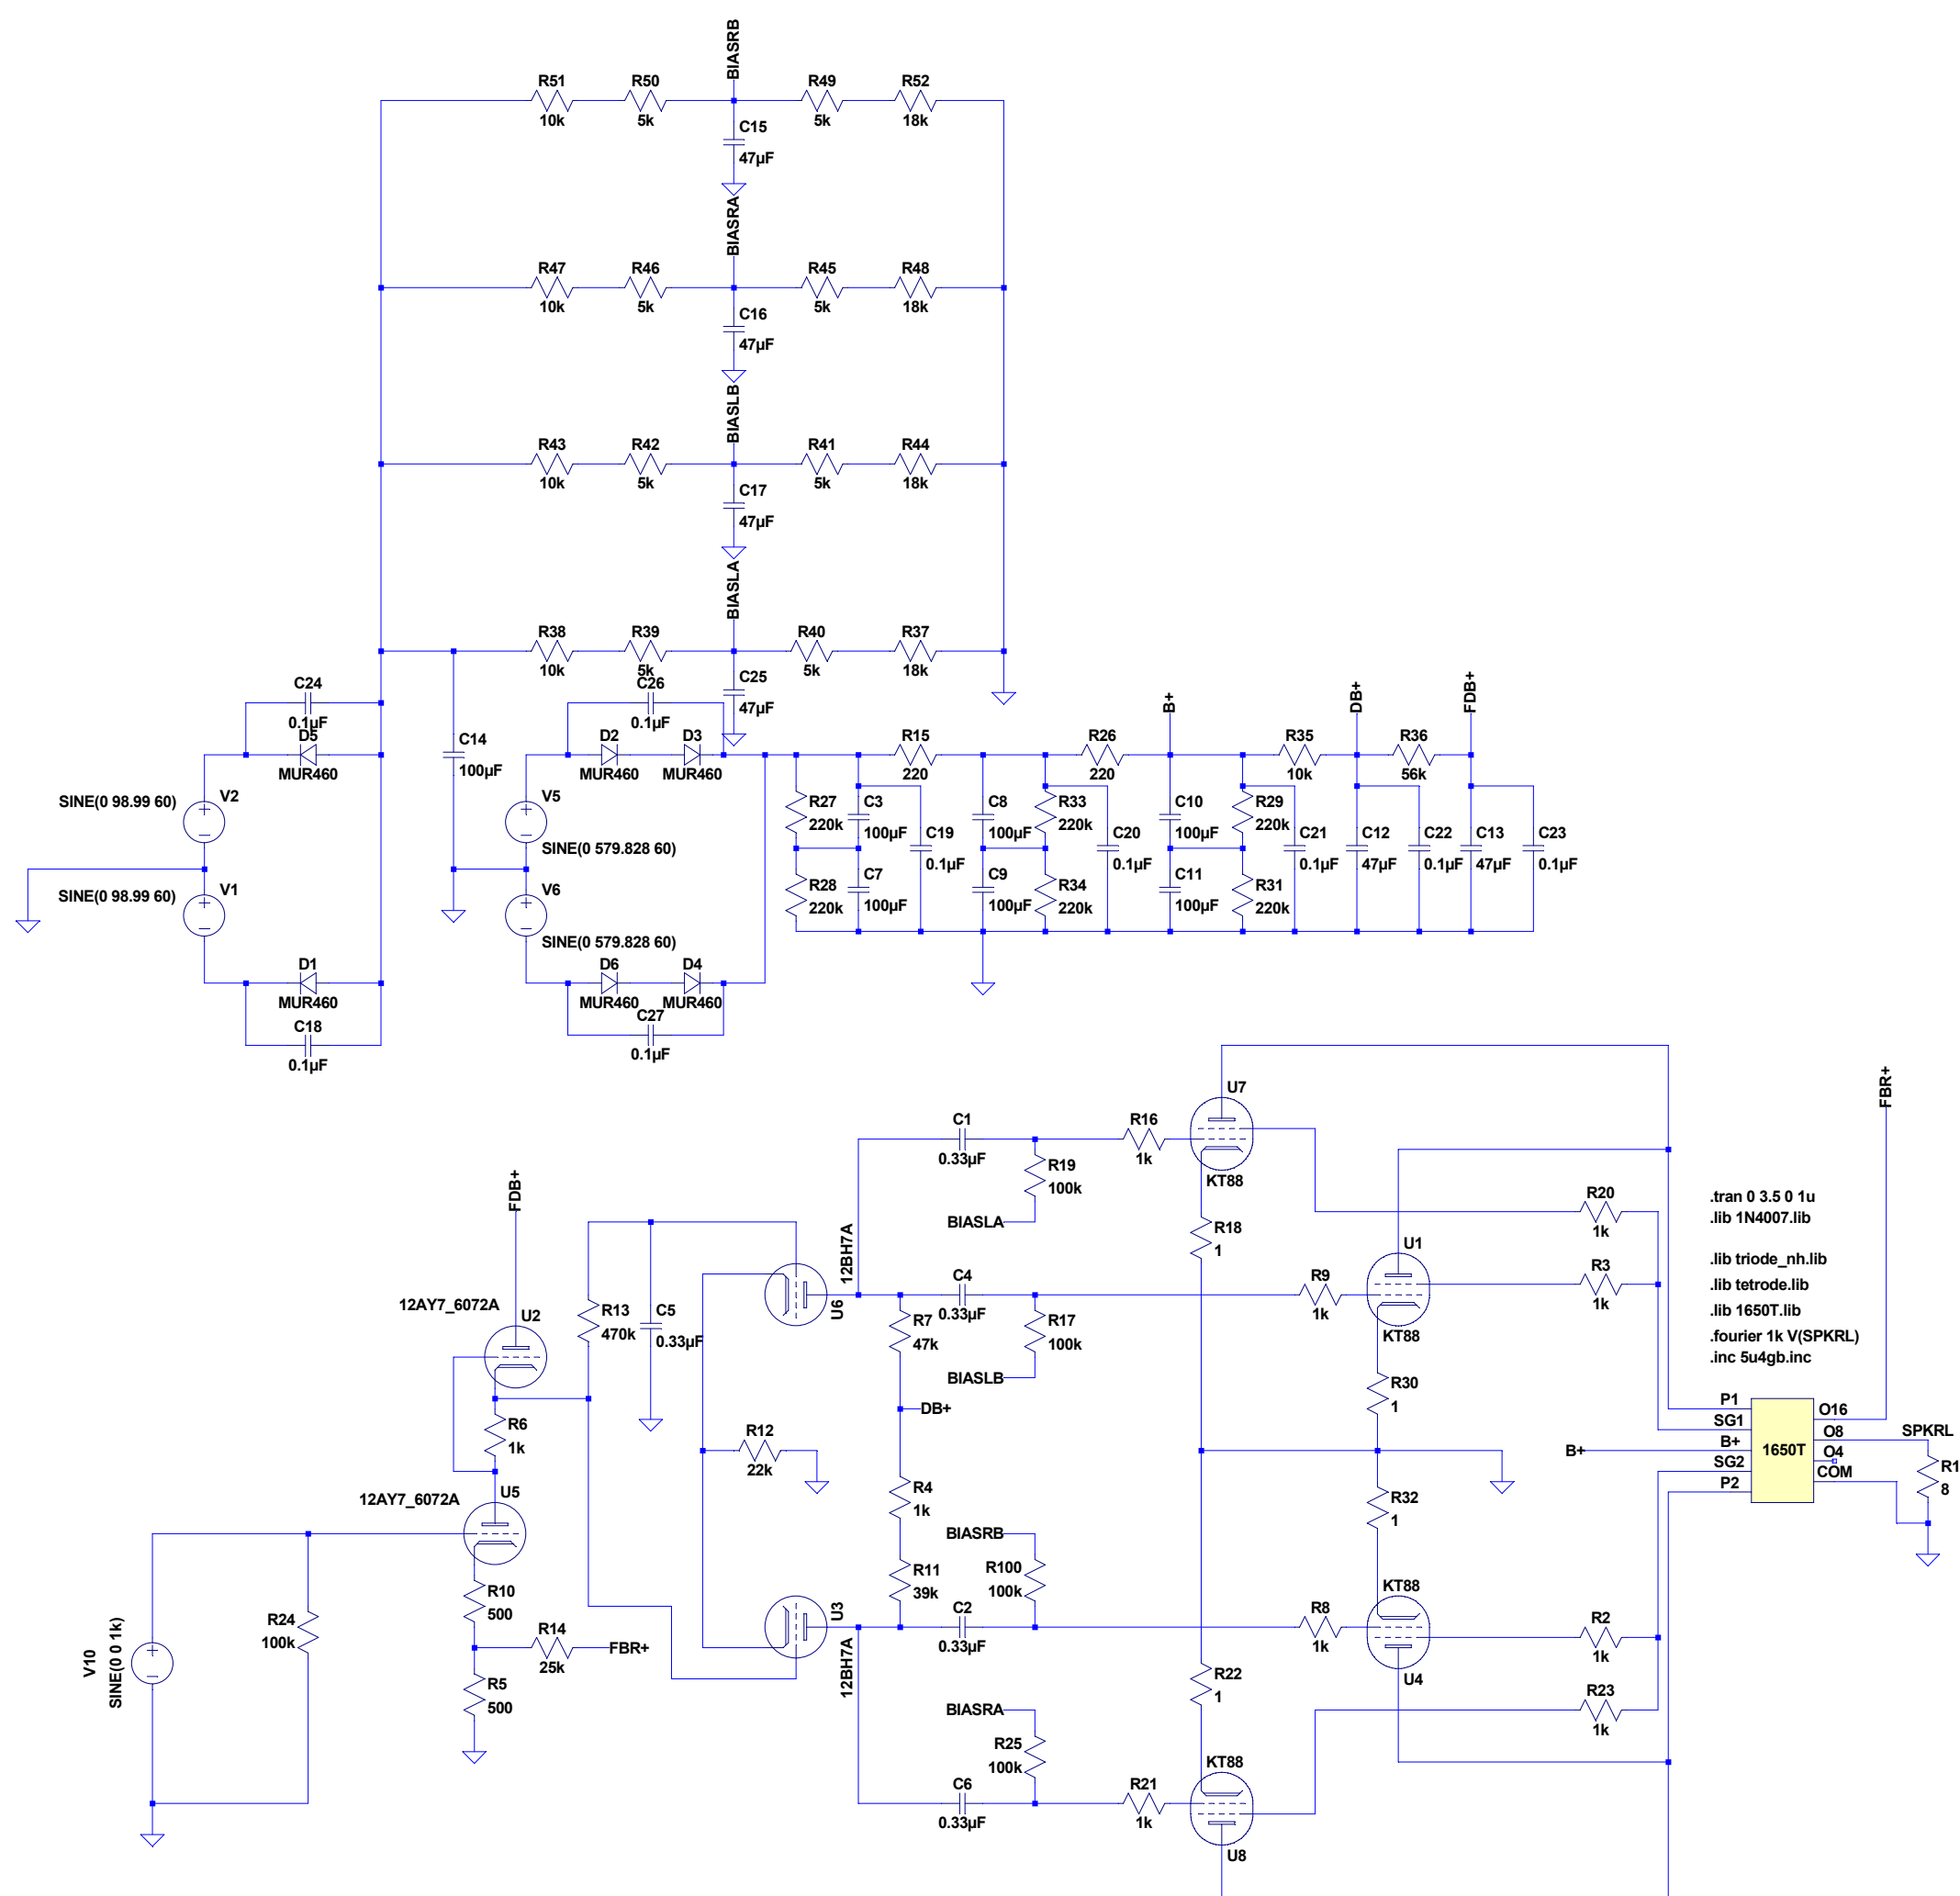 BIASRB
R51 R50 R49 R52
10k 5k 5k 18k
C15
47µF
BIASRA
R47 R46 R45 R48
10k 5k 5k 18k
C16
47µF
BIASLB
R43 R42 R41 R44
10k 5k 5k 18k
C17
47µF
BIASLA
R38 R39 R40 R37
10k 5k 5k 18k
C25
47µF
C24
0.1µF
D5
MUR460
C14
100µF
C26
0.1µF
D2 D3
MUR460 MUR460
B+
DB+
FDB+
R15 R26 R35 R36
220 220 10k 56k
SINE(0 98.99 60)
V2
V5
SINE(0 579.828 60)
R27
220k
C3
100µF
C19
0.1µF
C8
100µF
R33
220k
C20
0.1µF
C10
100µF
R29
220k
C21
0.1µF
C12
47µF
C22
0.1µF
C13
47µF
C23
0.1µF
SINE(0 98.99 60)
V1
V6
SINE(0 579.828 60)
R28
220k
C7
100µF
C9
100µF
R34
220k
C11
100µF
R31
220k
D1
MUR460
C18
0.1µF
D6 D4
MUR460 MUR460
C27
0.1µF
FBR+
U7
KT88
C1
0.33µF
R16
1k
R19
100k
BIASLA
R18
1
R20
1k
.tran 0 3.5 0 1u
.lib 1N4007.lib
.lib triode_nh.lib
.lib tetrode.lib
.lib 1650T.lib
.fourier 1k V(SPKRL)
.inc 5u4gb.inc
FDB+
12AY7_6072A
U2
R13
470k
C5
0.33µF
12BH7A
U6
C4
0.33µF
R7
47k
R17
100k
BIASLB
R9
1k
U1
KT88
R3
1k
R30
1
DB+
R6
1k
R12
22k
P1
SG1
B+
SG2
P2
1650T
O16
O8
O4
COM
B+
SPKRL
R1
8
12AY7_6072A
U5
R4
1k
R32
1
BIASRB
R100
100k
R11
39k
C2
0.33µF
R8
1k
KT88
U4
R2
1k
R10
500
R14
25k
FBR+
R5
500
R24
100k
V10
SINE(0 0 1k)
U3
12BH7A
R22
1
R23
1k
BIASRA
R25
100k
C6
0.33µF
R21
1k
KT88
U8